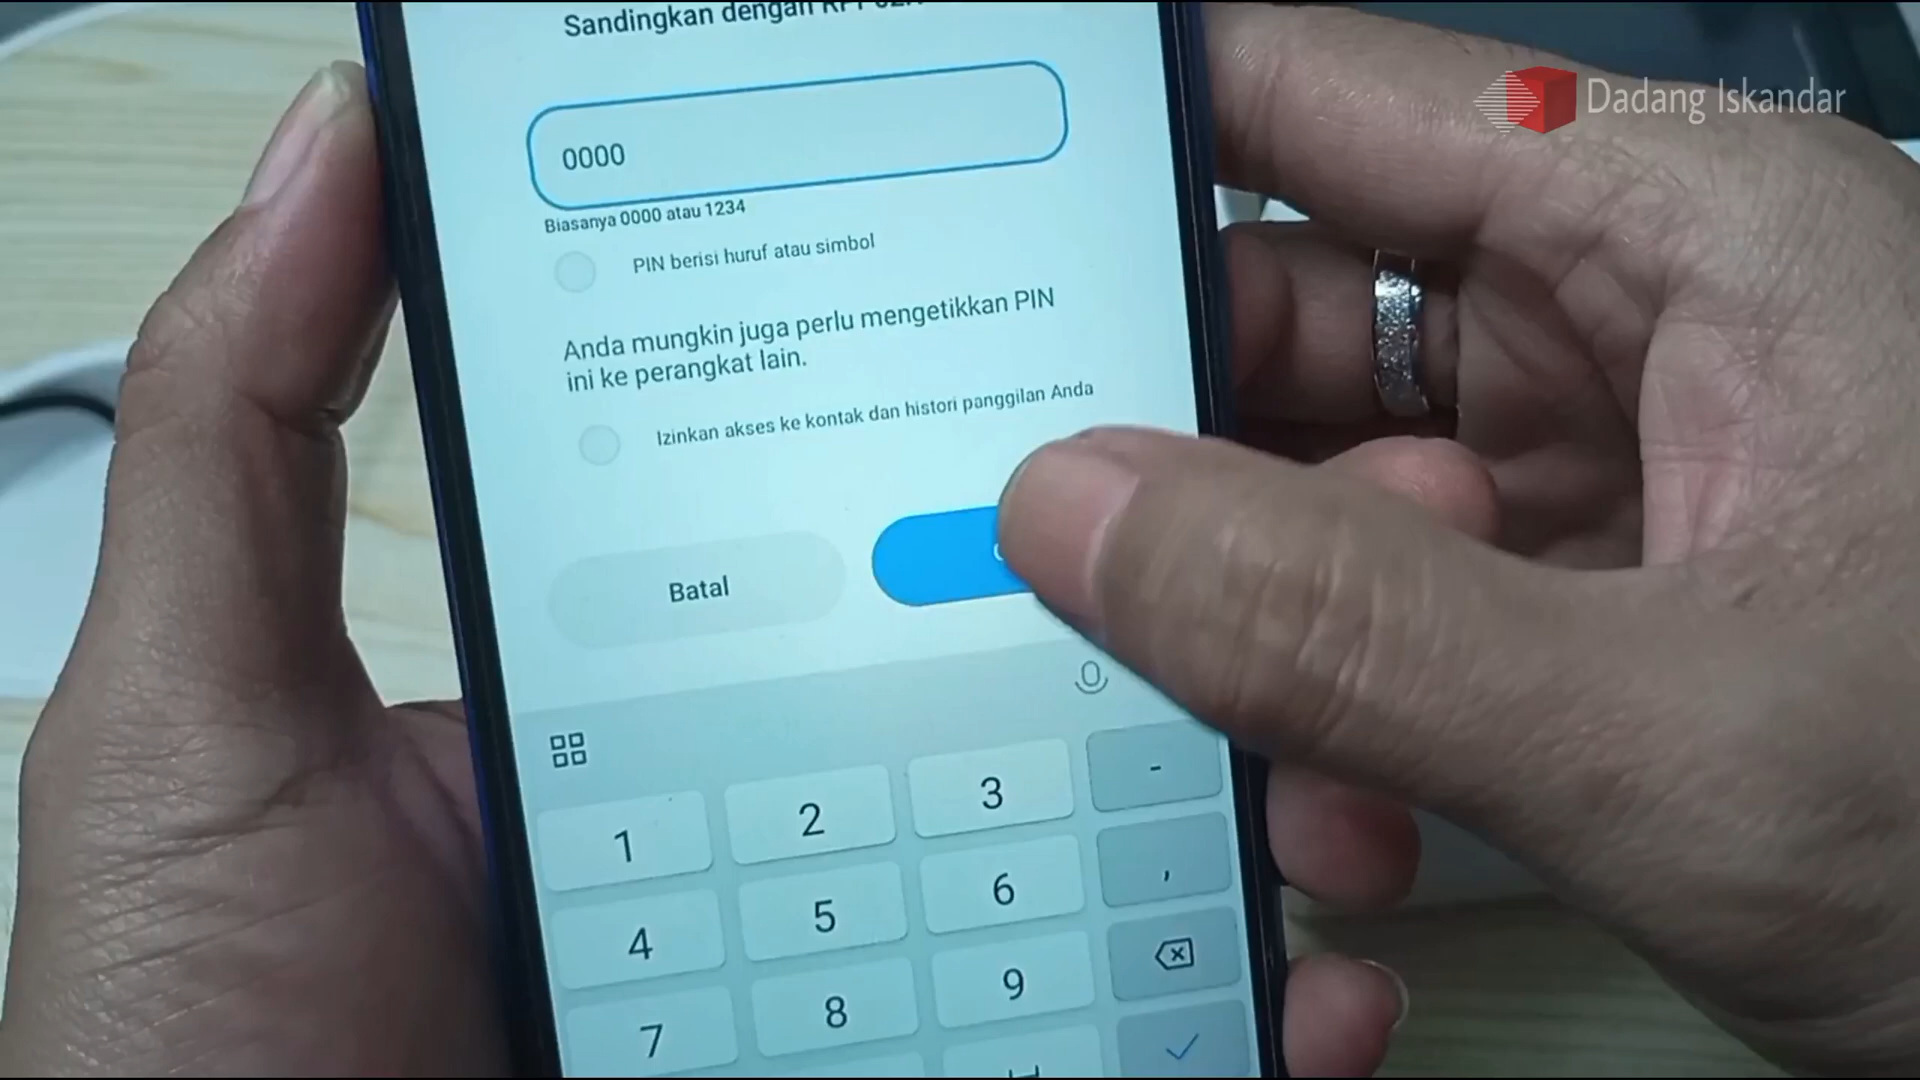 Sandingkan dengan
Dadang Iskandar
0000
Biasanya 0000 atau 1234
PIN berisi huruf atau simbol
Anda mungkin juga perlu mengetikkan PIN
ini ke perangkat lain.
Izinkan akses ke kontak dan histori panggilan Anda
Batal
1 2 3 -
4 5 6 ,
7 8 9